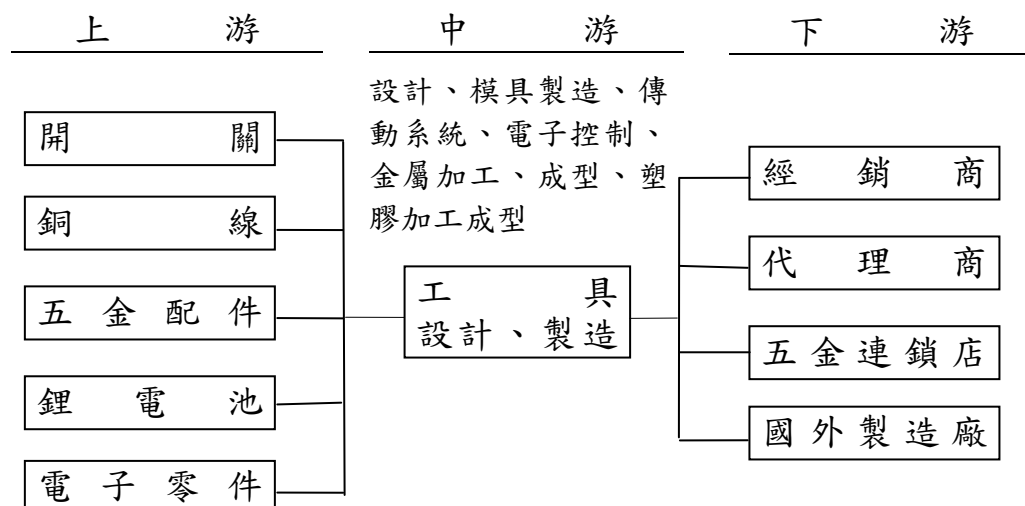 上游
中游
下游
設計、模具製造、傳
動系統、電子控制、
金屬加工、成型、塑
膠加工成型
開關
銅線
五金配件
鋰電池
電子零件
工具
設計、製造
經銷商
代理商
五金連鎖店
國外製造廠